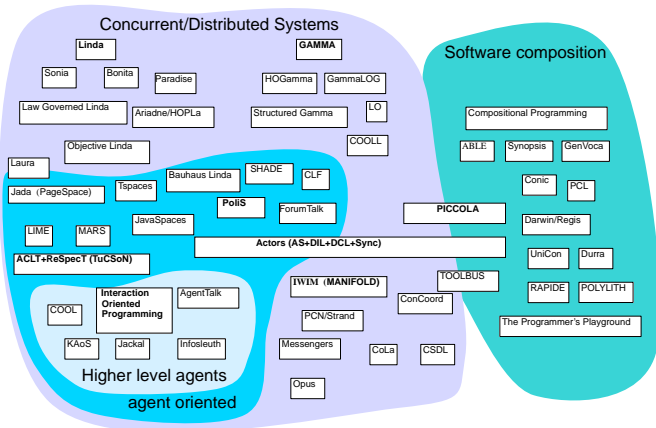 Concurrent/Distributed Systems
Linda
GAMMA
Software composition
Sonia
Bonita
Paradise
HOGamma
GammaLOG
Law Governed Linda
Ariadne/HOPLa
Structured Gamma
LO
Compositional Programming
COOLL
Objective Linda
ABLE
Synopsis
GenVoca
Laura
Bauhaus Linda
SHADE
CLF
Jada (PageSpace)
Tspaces
Conic
PCL
PoliS
ForumTalk
PICCOLA
JavaSpaces
Darwin/Regis
LIME
MARS
Actors (AS+DIL+DCL+Sync)
ACLT+ReSpecT (TuCSoN)
UniCon
Durra
TOOLBUS
IWIM (MANIFOLD)
RAPIDE
POLYLITH
Interaction
Oriented
Programming
AgentTalk
ConCoord
COOL
PCN/Strand
The Programmer's Playground
KAoS
Jackal
Infosleuth
Messengers
CoLa
CSDL
Higher level agents
Opus
agent oriented